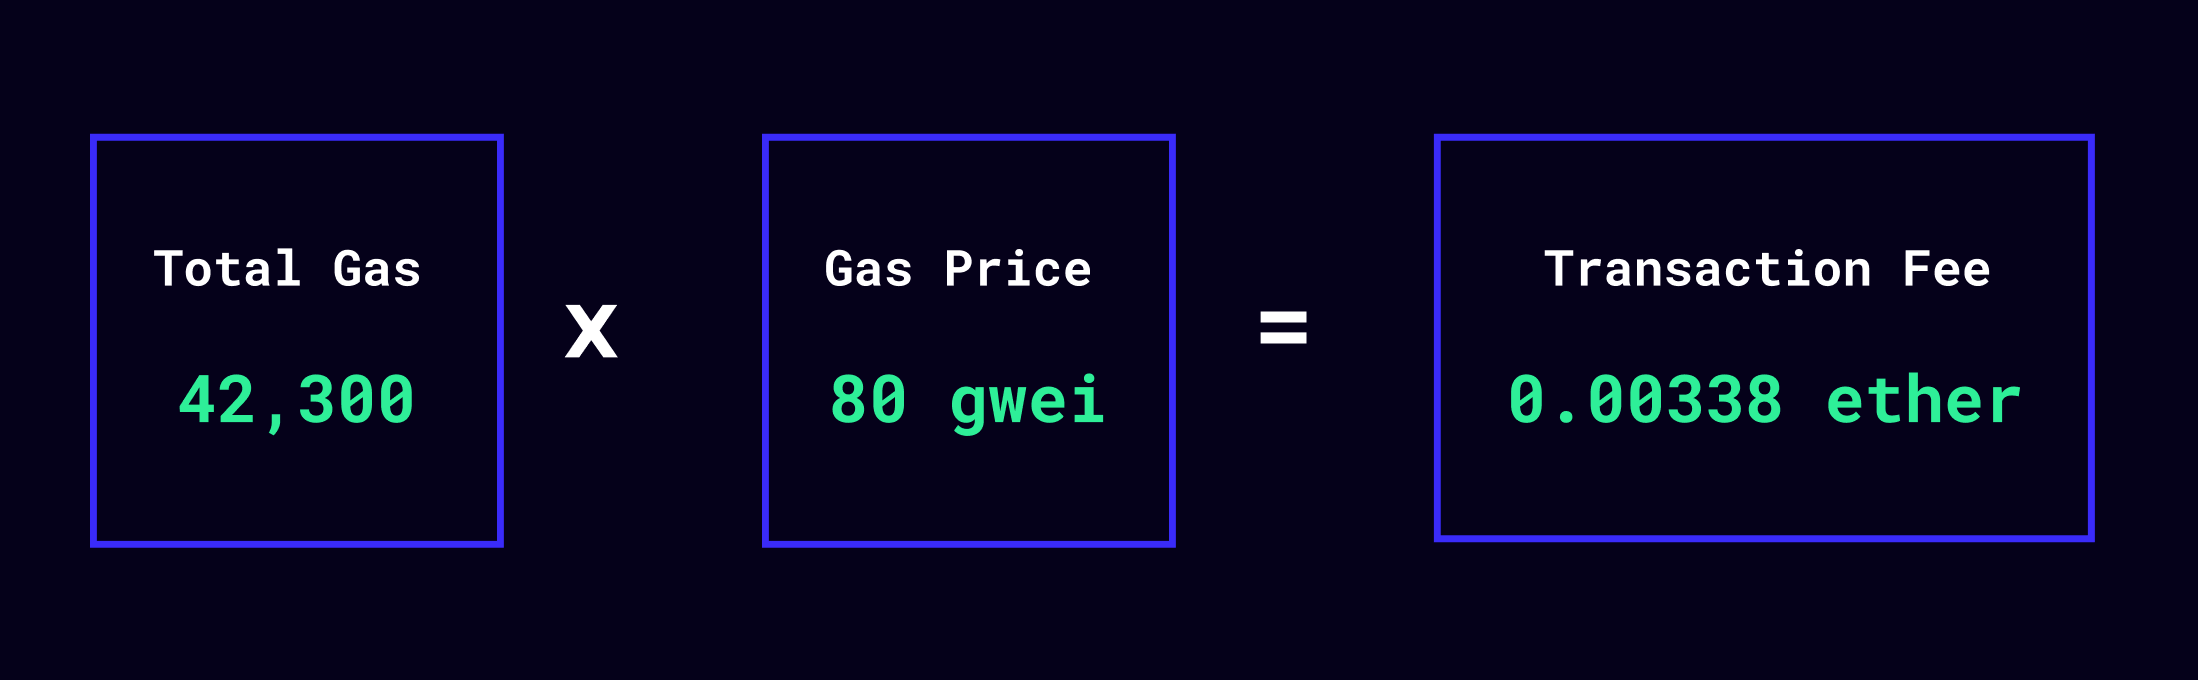 Total Gas
42,300
x
Gas Price
80 gwei
=
Transaction Fee
0.00338 ether